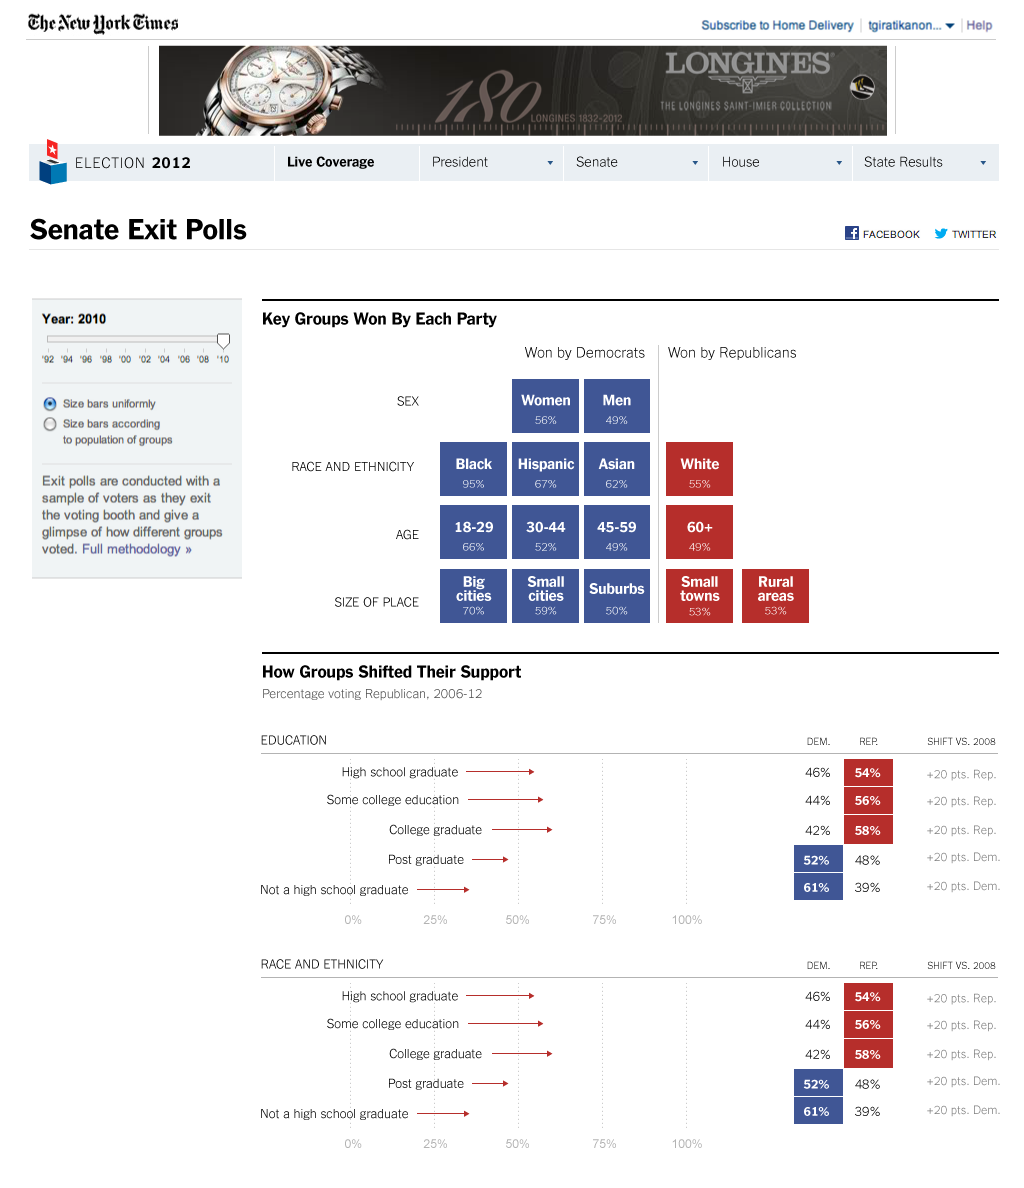 The New York Times
Subscribe to Home Delivery
tgiratikanon...
Help
LONGINES
180
LONGINES 1832-2012
THE LONGINES SAINT-IMIER COLLECTION
ELECTION 2012
Live Coverage
President
Senate
House
State Results
Senate Exit Polls
FACEBOOK
TWITTER
Year: 2010
'92 '94 '96 '98 '00 '02 '04 '06 '08 '10
Size bars uniformly
Size bars according
to population of groups
Exit polls are conducted with a
sample of voters as they exit
the voting booth and give a
glimpse of how different groups
voted. Full methodology »
Key Groups Won By Each Party
Won by Democrats
Won by Republicans
SEX
Women
56%
Men
49%
RACE AND ETHNICITY
Black
95%
Hispanic
67%
Asian
62%
White
55%
AGE
18-29
66%
30-44
52%
45-59
49%
60+
49%
SIZE OF PLACE
Big
cities
70%
Small
cities
59%
Suburbs
50%
Small
towns
53%
Rural
areas
53%
How Groups Shifted Their Support
Percentage voting Republican, 2006-12
EDUCATION DEM. REP. SHIFT VS. 2008
High school graduate 46% 54% +20 pts. Rep.
Some college education 44% 56% +20 pts. Rep.
College graduate 42% 58% +20 pts. Rep.
Post graduate 52% 48% +20 pts. Dem.
Not a high school graduate 61% 39% +20 pts. Dem.
0% 25% 50% 75% 100%
RACE AND ETHNICITY DEM. REP. SHIFT VS. 2008
High school graduate 46% 54% +20 pts. Rep.
Some college education 44% 56% +20 pts. Rep.
College graduate 42% 58% +20 pts. Rep.
Post graduate 52% 48% +20 pts. Dem.
Not a high school graduate 61% 39% +20 pts. Dem.
0% 25% 50% 75% 100%